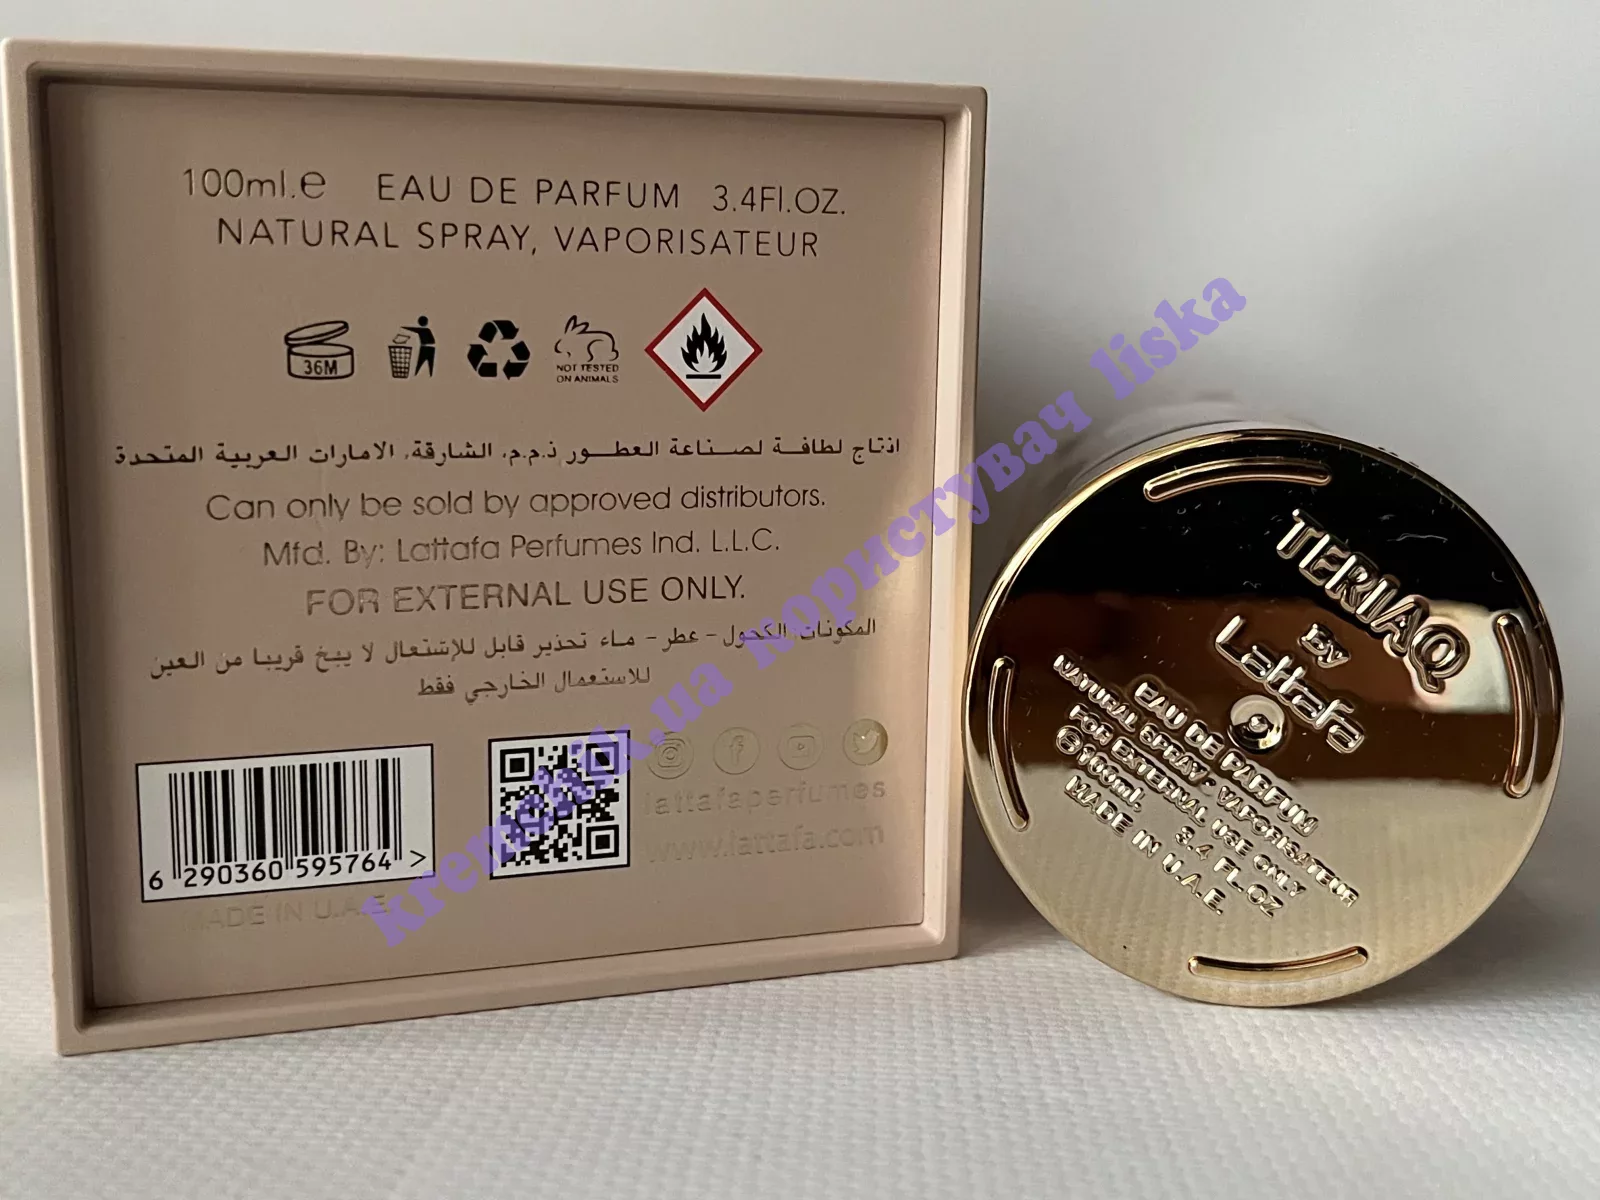 100ml.e EAU DE PARFUM 3.4Fl.OZ.
NATURAL SPRAY, VAPORISATEUR
36M
NOT TESTED
ON ANIMALS
انتاج لطافة لصناعة العطور ذ.م.م. الشارقة. الامارات العربية المتحدة
Can only be sold by approved distributors.
Mfd. By: Lattafa Perfumes Ind. L.L.C.
FOR EXTERNAL USE ONLY.
المكونات الكحول - عطر - ماء تحذير قابل للإشتعال لا يبخ قريبا من العين
للاستعمال الخارجي فقط
6 290360 595764 >
lattafaperfumes
www.lattafa.com
MADE IN U.A.E.
TERIAQ
By
Lattafa
EAU DE PARFUM
NATURAL SPRAY · VAPORISATEUR
FOR EXTERNAL USE ONLY
e100ml. 3.4 FL.OZ
MADE IN U.A.E.
kremchik.ua користувач liska